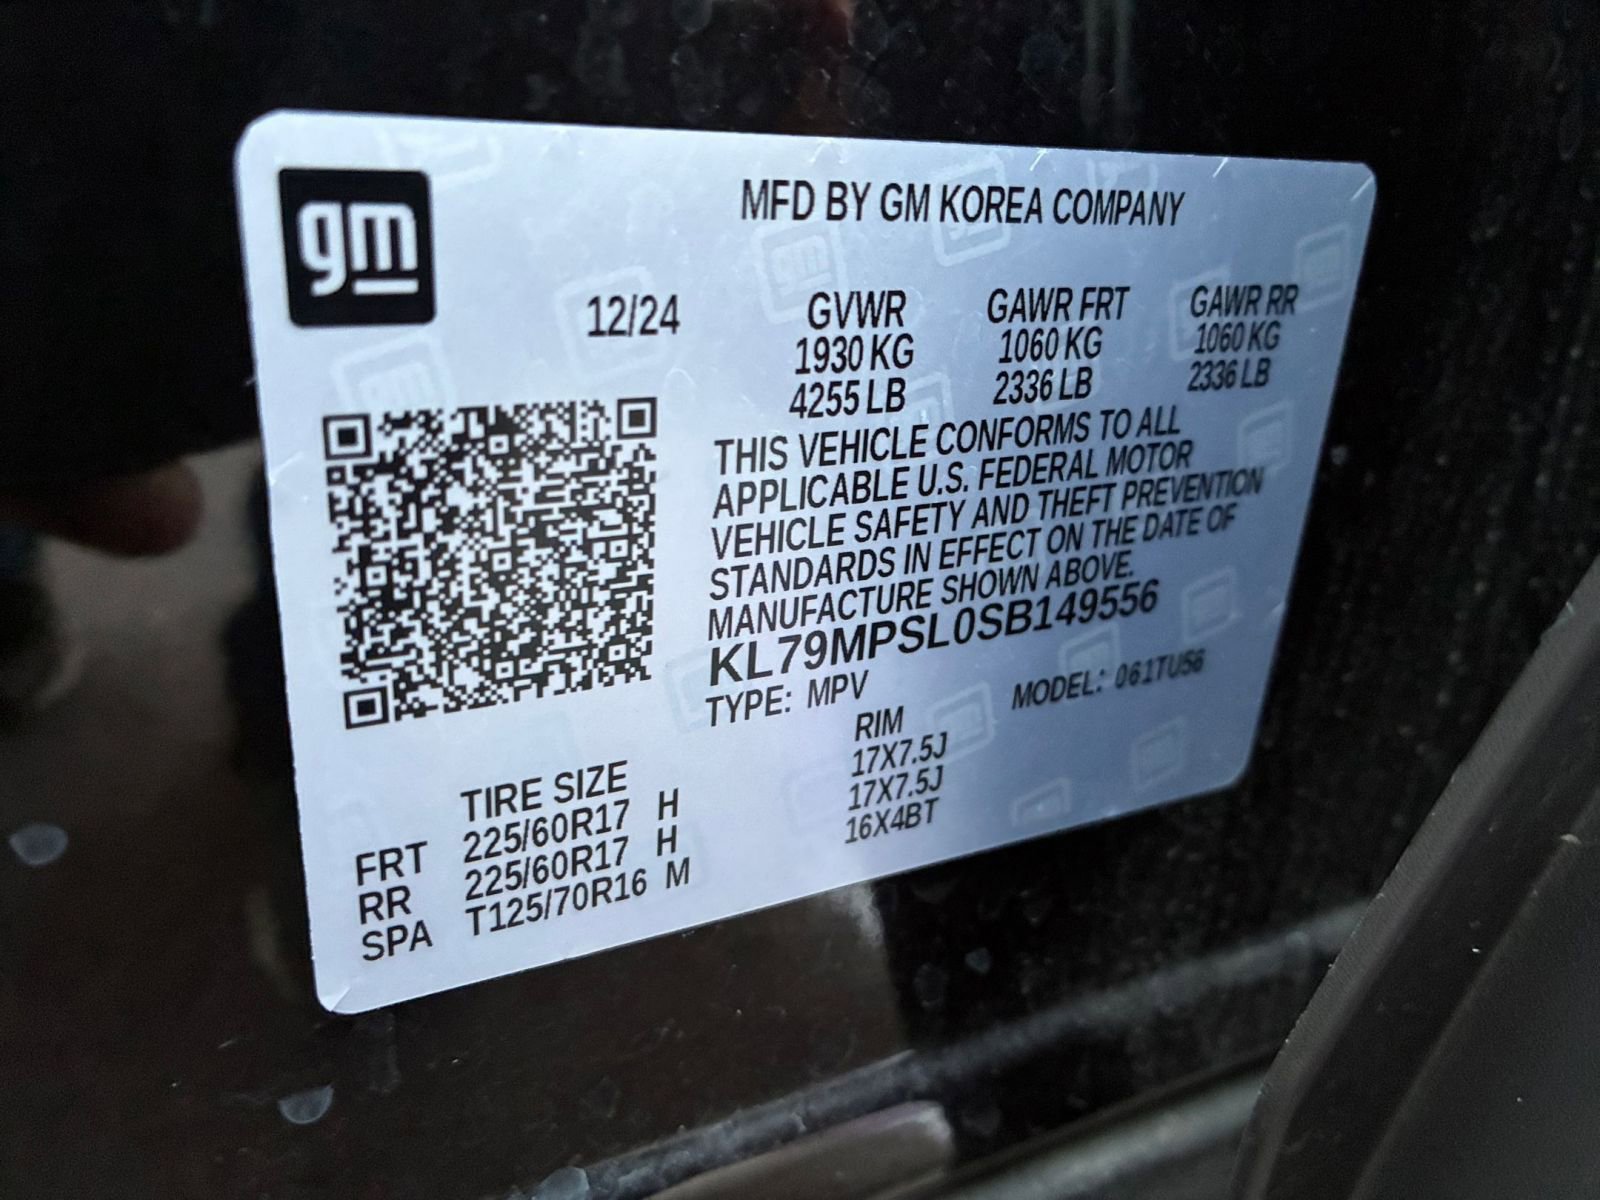 gm
MFD BY GM KOREA COMPANY
12/24 GVWR GAWR FRT GAWR RR
1930 KG 1060 KG 1060 KG
4255 LB 2336 LB 2336 LB
THIS VEHICLE CONFORMS TO ALL
APPLICABLE U.S. FEDERAL MOTOR
VEHICLE SAFETY AND THEFT PREVENTION
STANDARDS IN EFFECT ON THE DATE OF
MANUFACTURE SHOWN ABOVE.
KL79MPSL0SB149556
TYPE: MPV MODEL: 061TU56
TIRE SIZE RIM
FRT 225/60R17 H 17X7.5J
RR 225/60R17 H 17X7.5J
SPA T125/70R16 M 16X4BT